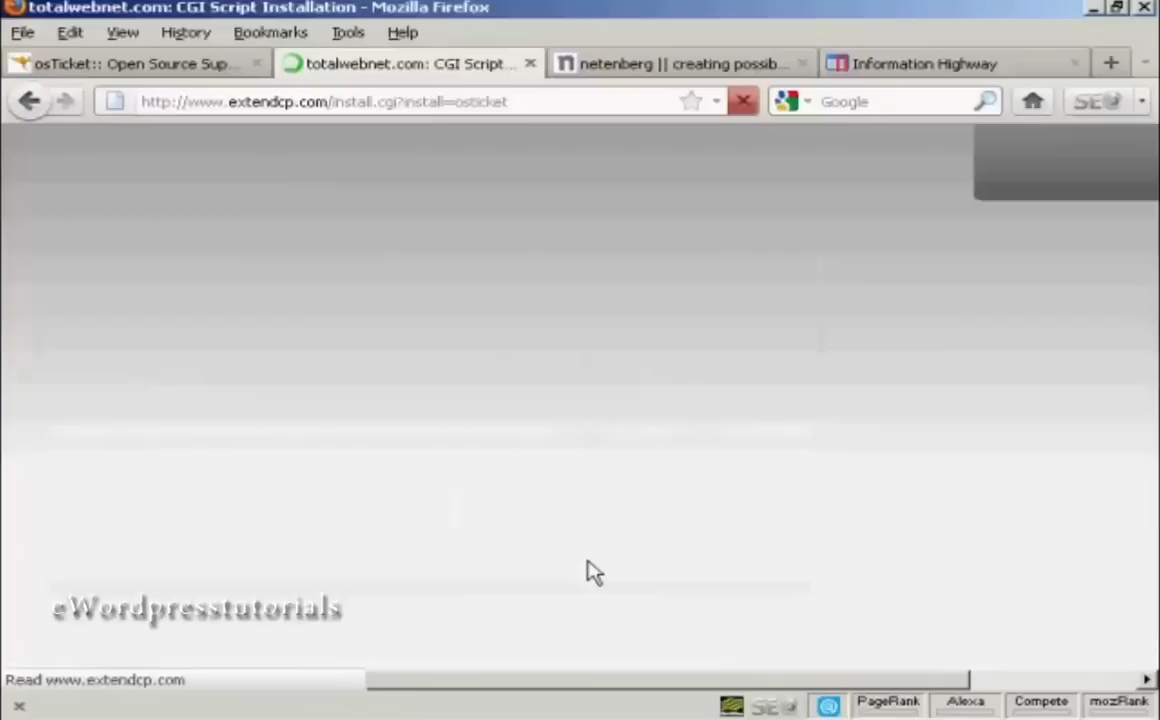 totalwebnet.com: CGI Script Installation - Mozilla Firefox
File Edit View History Bookmarks Tools Help
osTicket:: Open Source Sup... totalwebnet.com: CGI Script... netenberg || creating possib... Information Highway
http://www.extendcp.com/install.cgi?install=osticket Google SE
eWordpresstutorials
Read www.extendcp.com
SE PageRank Alexa Compete mozRank